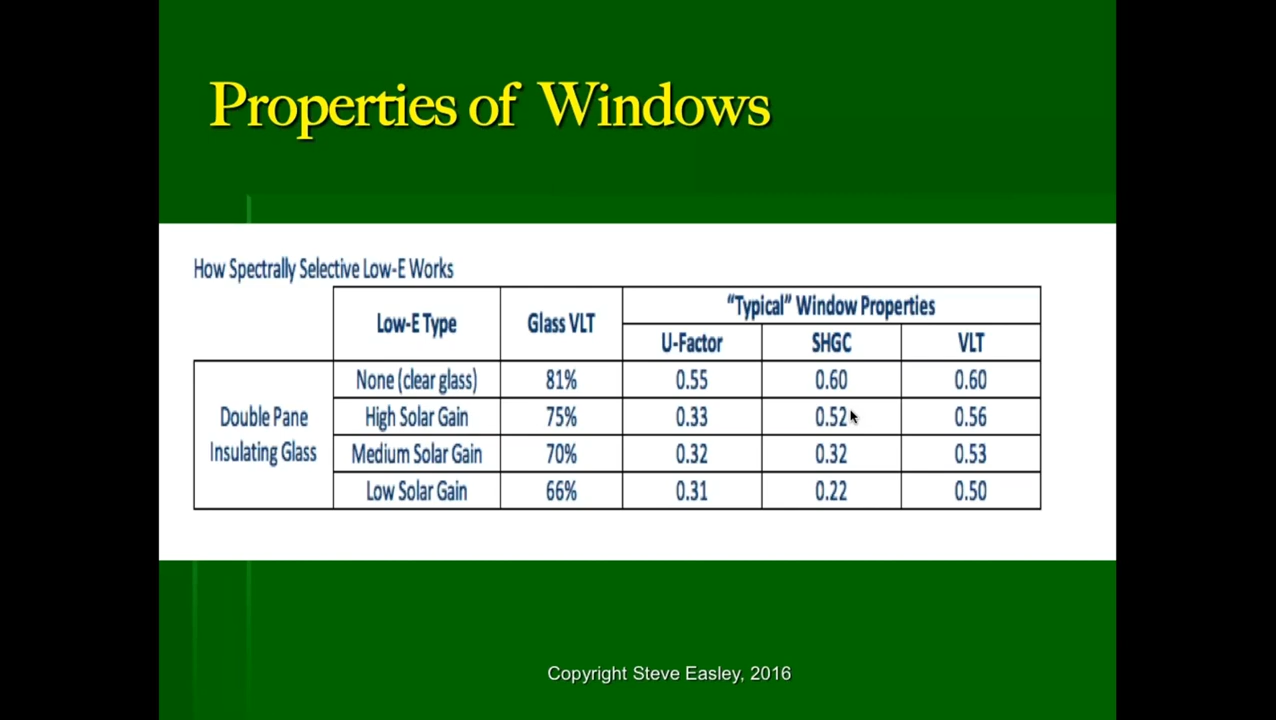 Properties of Windows
How Spectrally Selective Low-E Works
Low-E Type Glass VLT "Typical" Window Properties
U-Factor SHGC VLT
Double Pane Insulating Glass
None (clear glass) 81% 0.55 0.60 0.60
High Solar Gain 75% 0.33 0.52 0.56
Medium Solar Gain 70% 0.32 0.32 0.53
Low Solar Gain 66% 0.31 0.22 0.50
Copyright Steve Easley, 2016